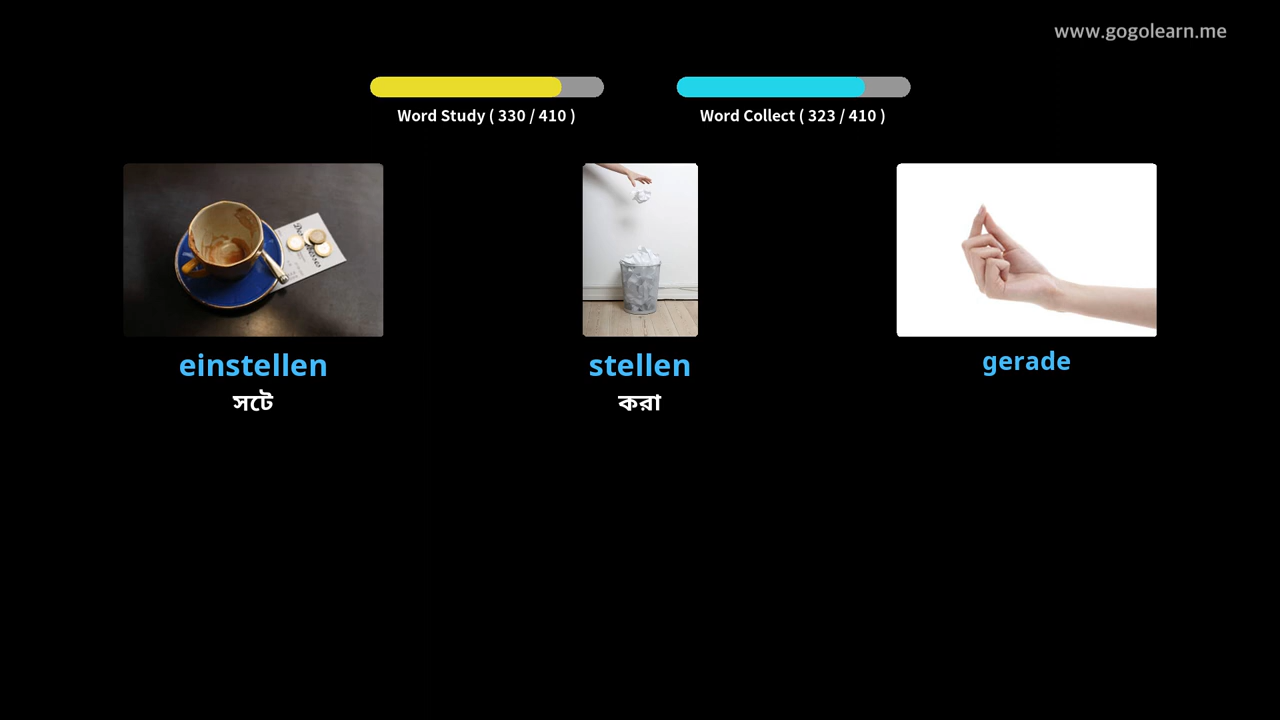 www.gogolearn.me
Word Study ( 330 / 410 )
Word Collect ( 323 / 410 )
einstellen
সটে
stellen
করা
gerade